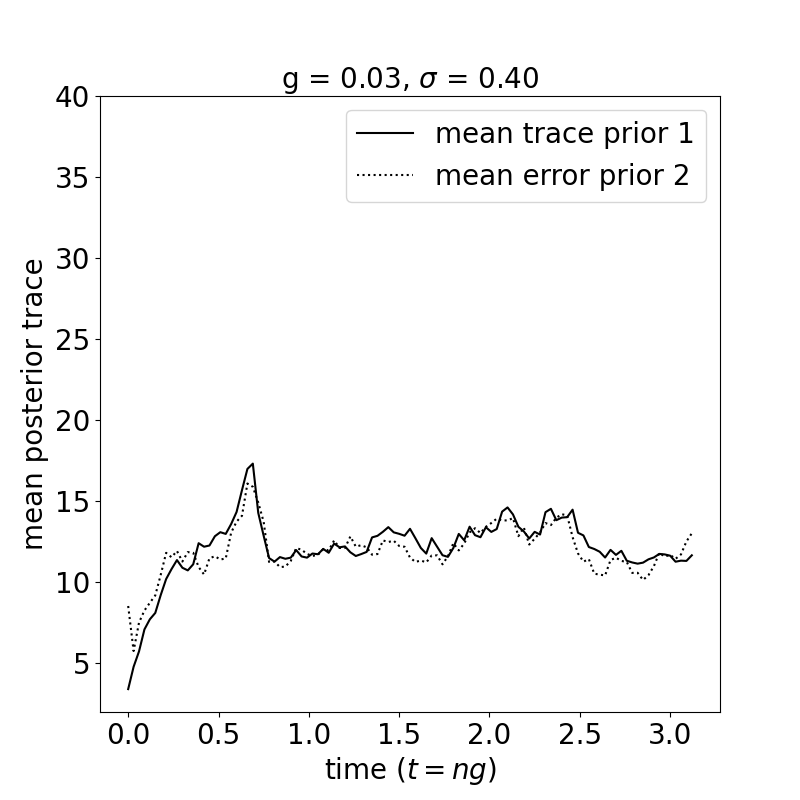 g = 0.03, σ = 0.40
mean trace prior 1
mean error prior 2
mean posterior trace
40
35
30
25
20
15
10
5
0.0 0.5 1.0 1.5 2.0 2.5 3.0
time (t = ng)